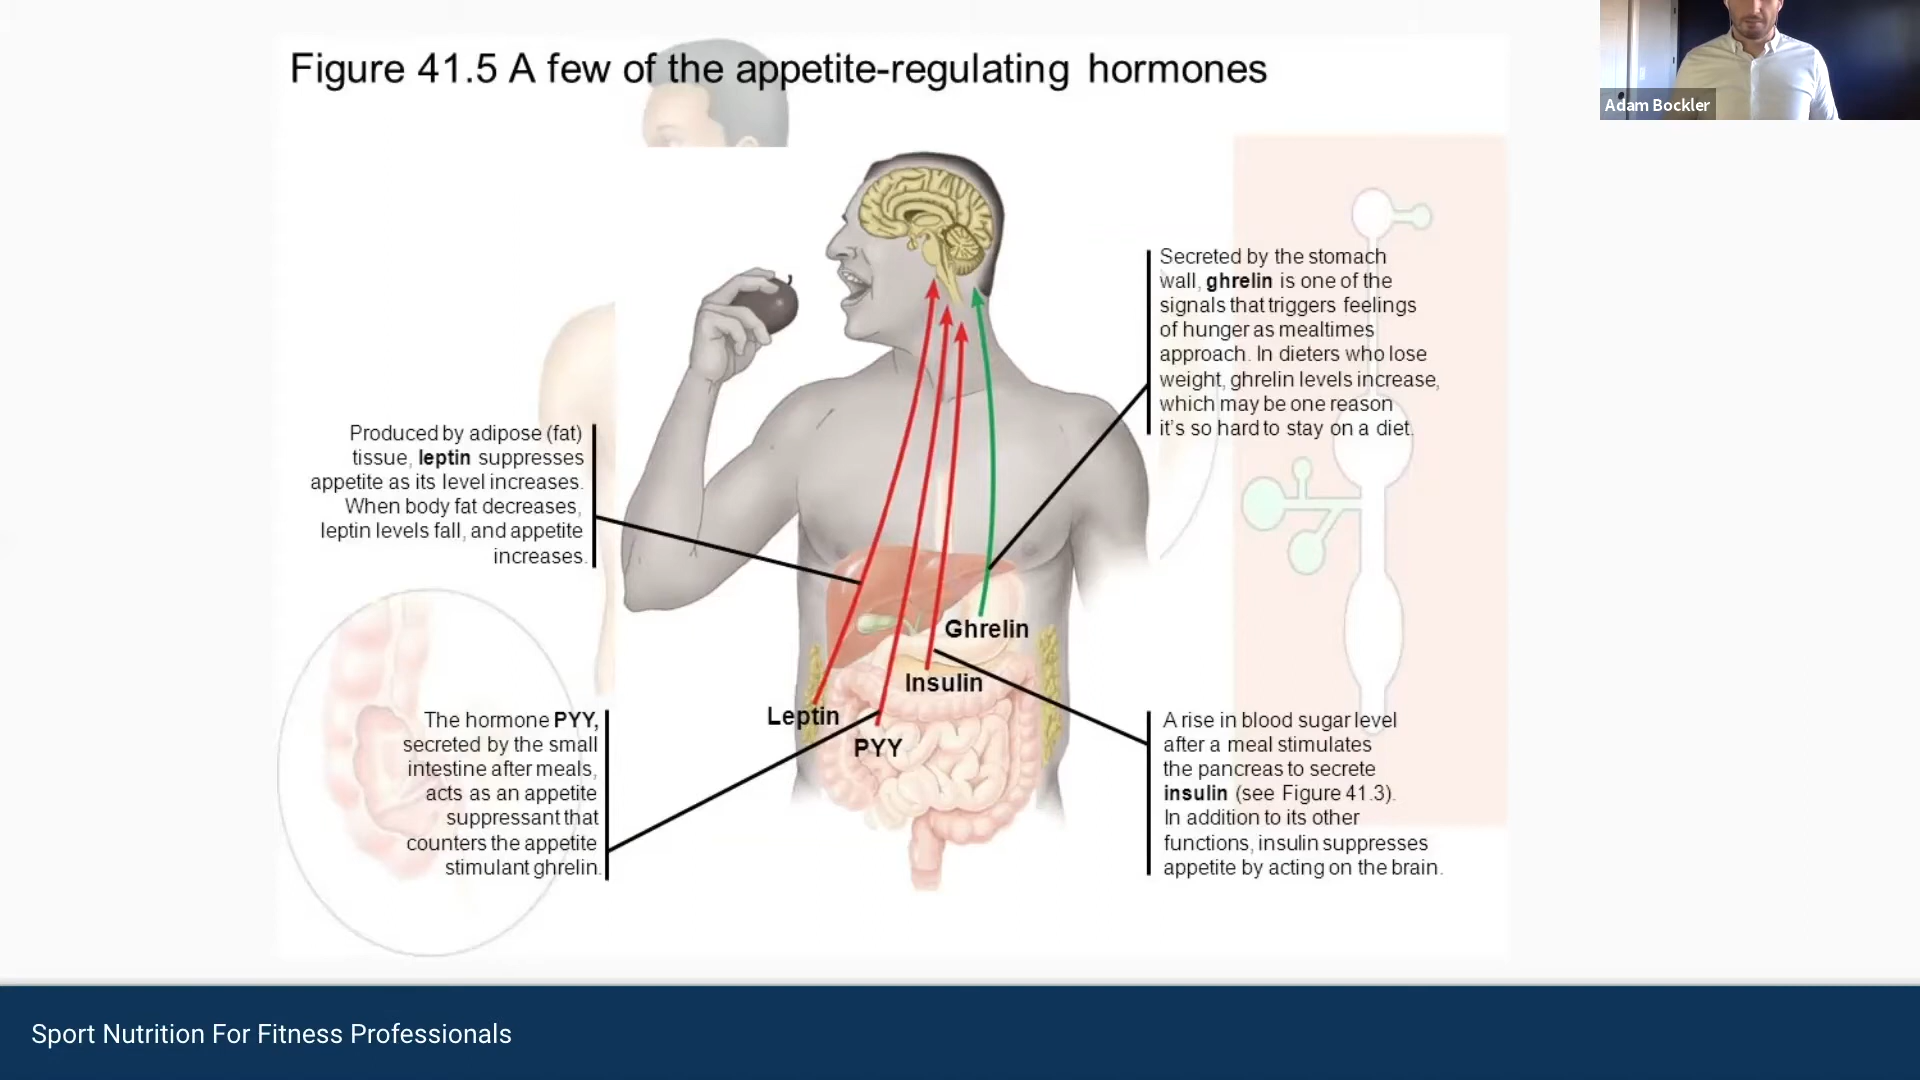 Figure 41.5 A few of the appetite-regulating hormones
Adam Bockler
Secreted by the stomach
wall, ghrelin is one of the
signals that triggers feelings
of hunger as mealtimes
approach. In dieters who lose
weight, ghrelin levels increase,
which may be one reason
it's so hard to stay on a diet.
Produced by adipose (fat)
tissue, leptin suppresses
appetite as its level increases.
When body fat decreases,
leptin levels fall, and appetite
increases.
Ghrelin
Insulin
Leptin
PYY
The hormone PYY,
secreted by the small
intestine after meals,
acts as an appetite
suppressant that
counters the appetite
stimulant ghrelin.
A rise in blood sugar level
after a meal stimulates
the pancreas to secrete
insulin (see Figure 41.3).
In addition to its other
functions, insulin suppresses
appetite by acting on the brain.
Sport Nutrition For Fitness Professionals